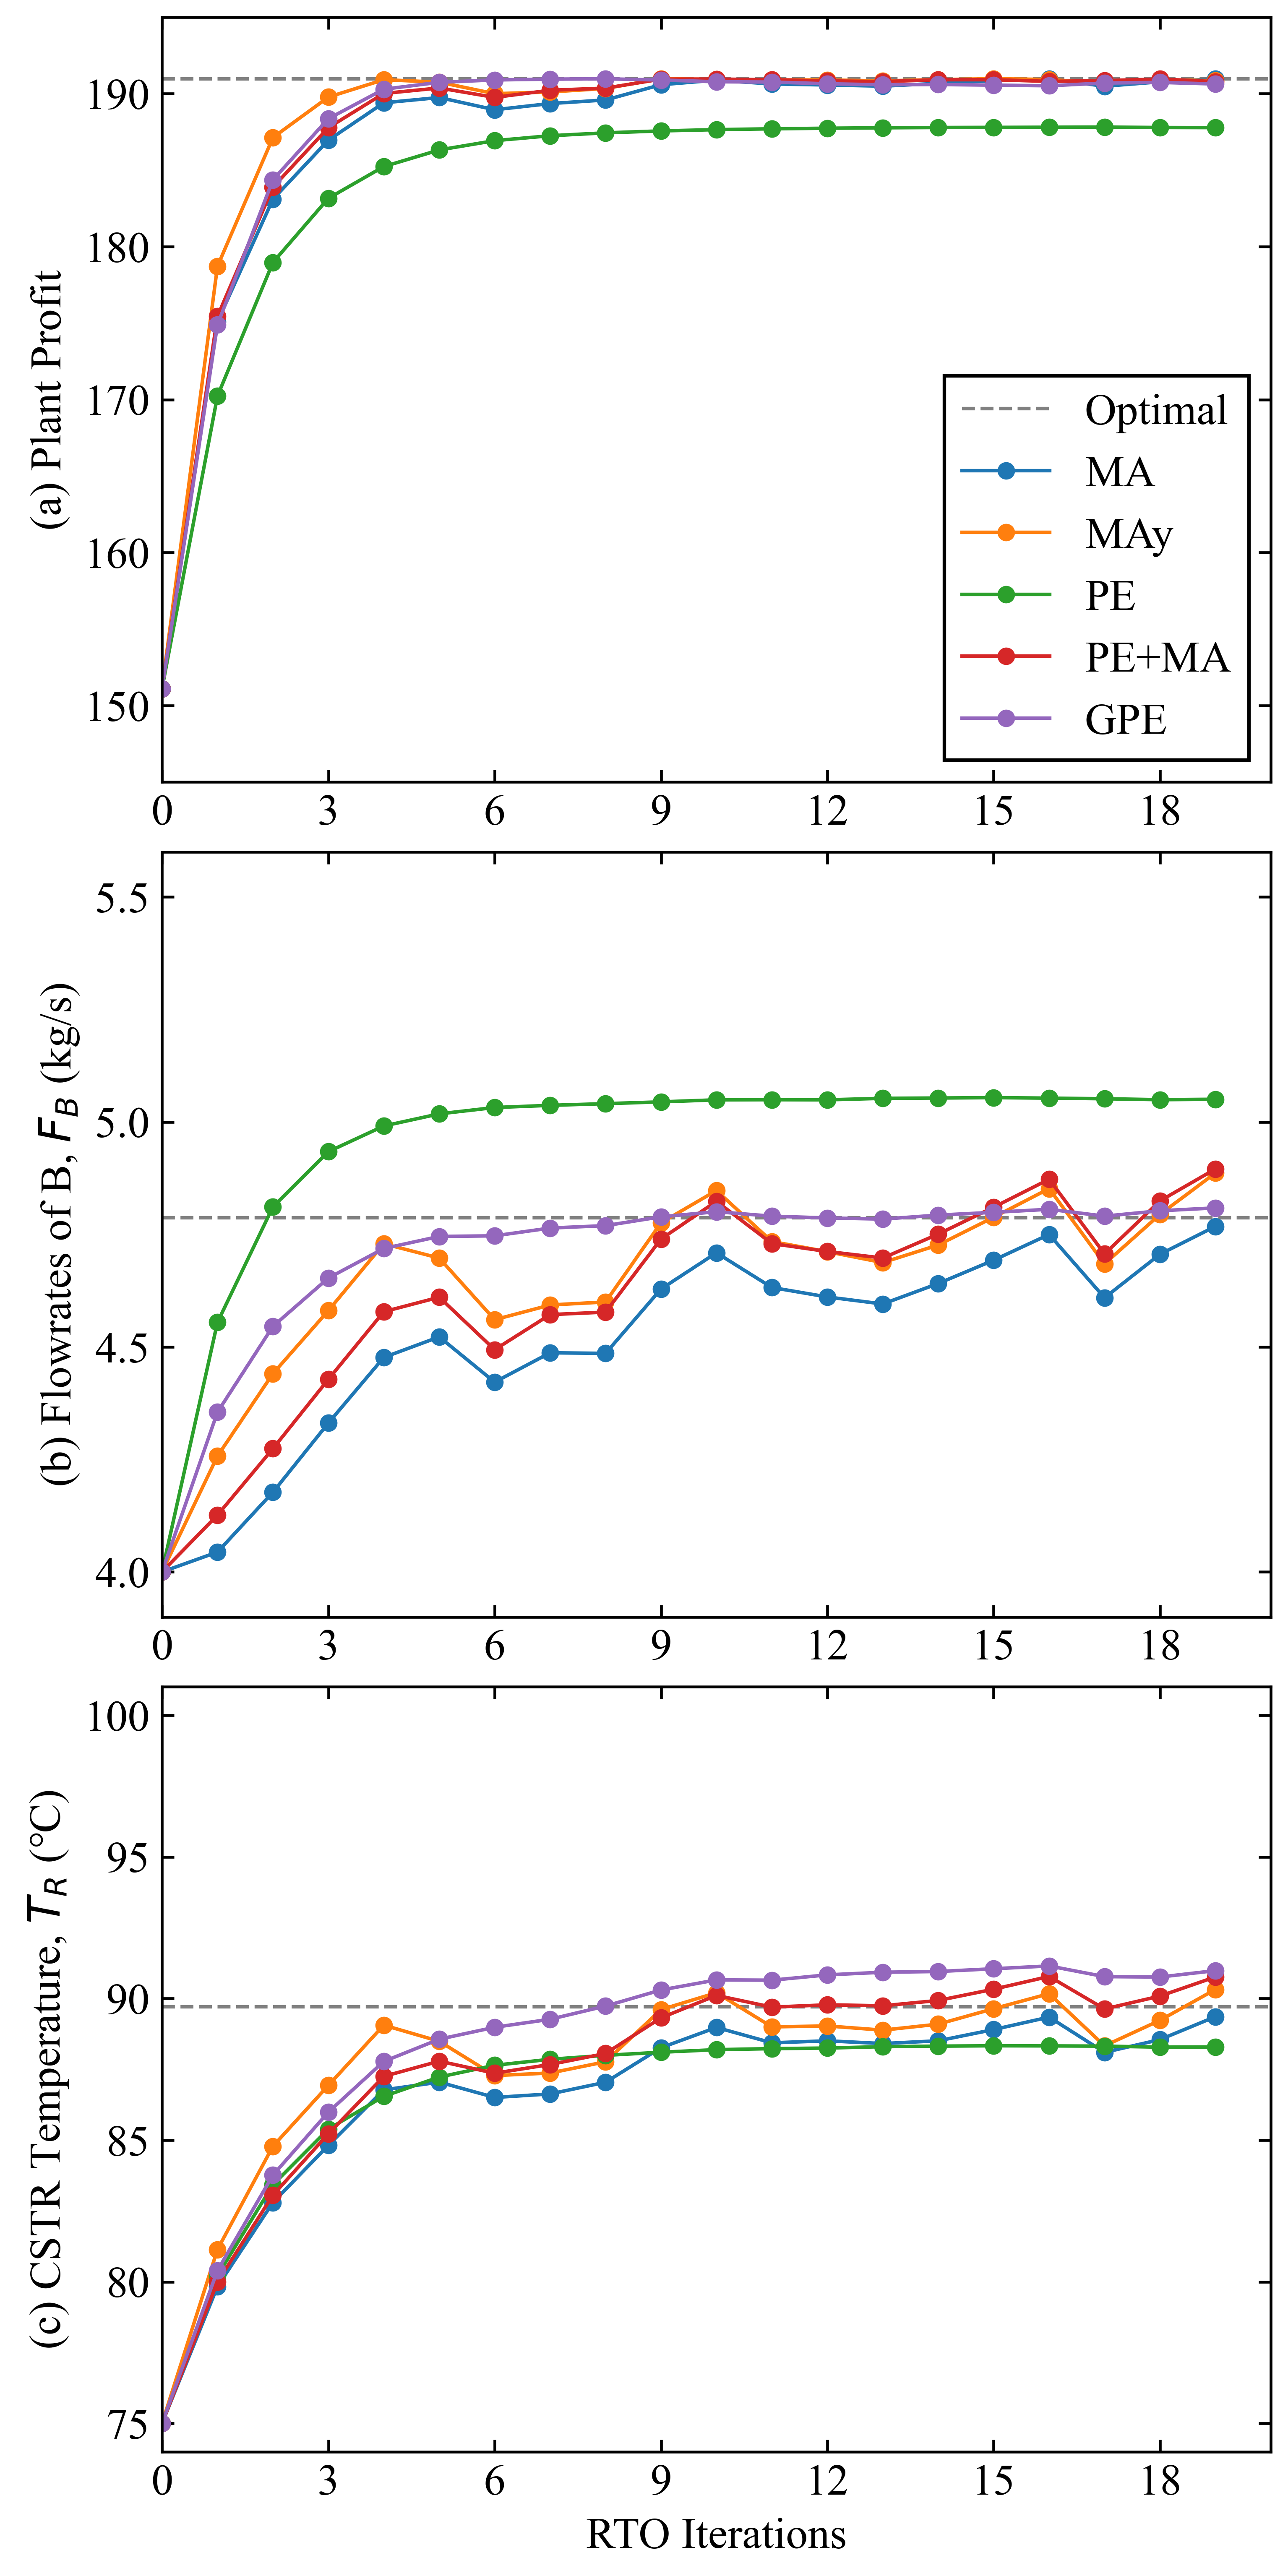 (a) Plant Profit
190
180
170
160
150
Optimal
MA
MAy
PE
PE+MA
GPE
0 3 6 9 12 15 18
(b) Flowrates of B, F_B (kg/s)
5.5
5.0
4.5
4.0
0 3 6 9 12 15 18
(c) CSTR Temperature, T_R (°C)
100
95
90
85
80
75
0 3 6 9 12 15 18
RTO Iterations